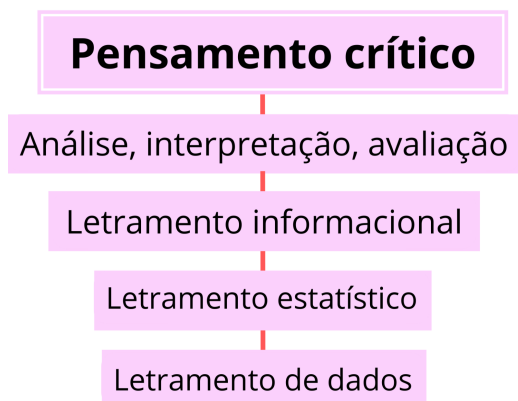 Pensamento crítico
Análise, interpretação, avaliação
Letramento informacional
Letramento estatístico
Letramento de dados